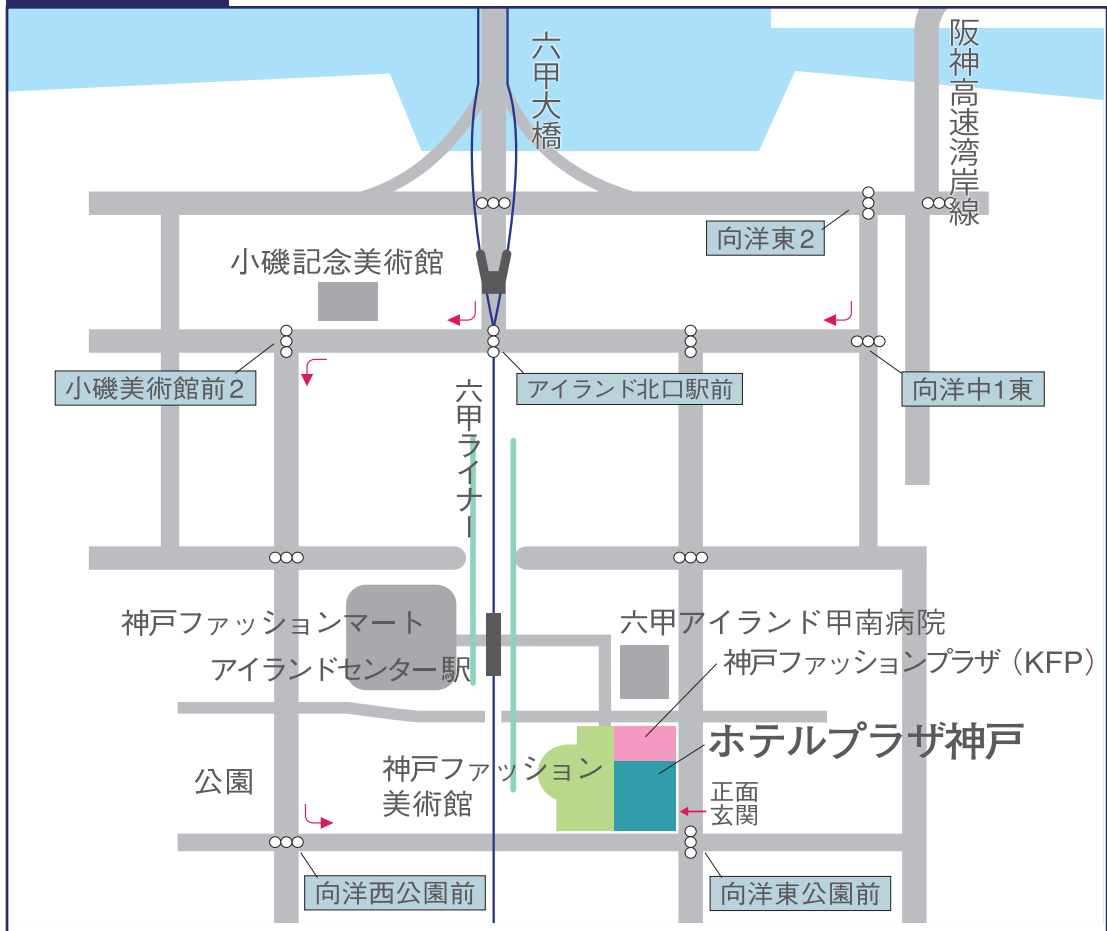 六甲大橋
阪神高速湾岸線
向洋東2
小磯記念美術館
小磯美術館前2
アイランド北口駅前
向洋中1東
六甲ライナー
神戸ファッションマート
六甲アイランド甲南病院
アイランドセンター駅
神戸ファッションプラザ（KFP）
ホテルプラザ神戸
公園
神戸ファッション
美術館
正面
玄関
向洋西公園前
向洋東公園前